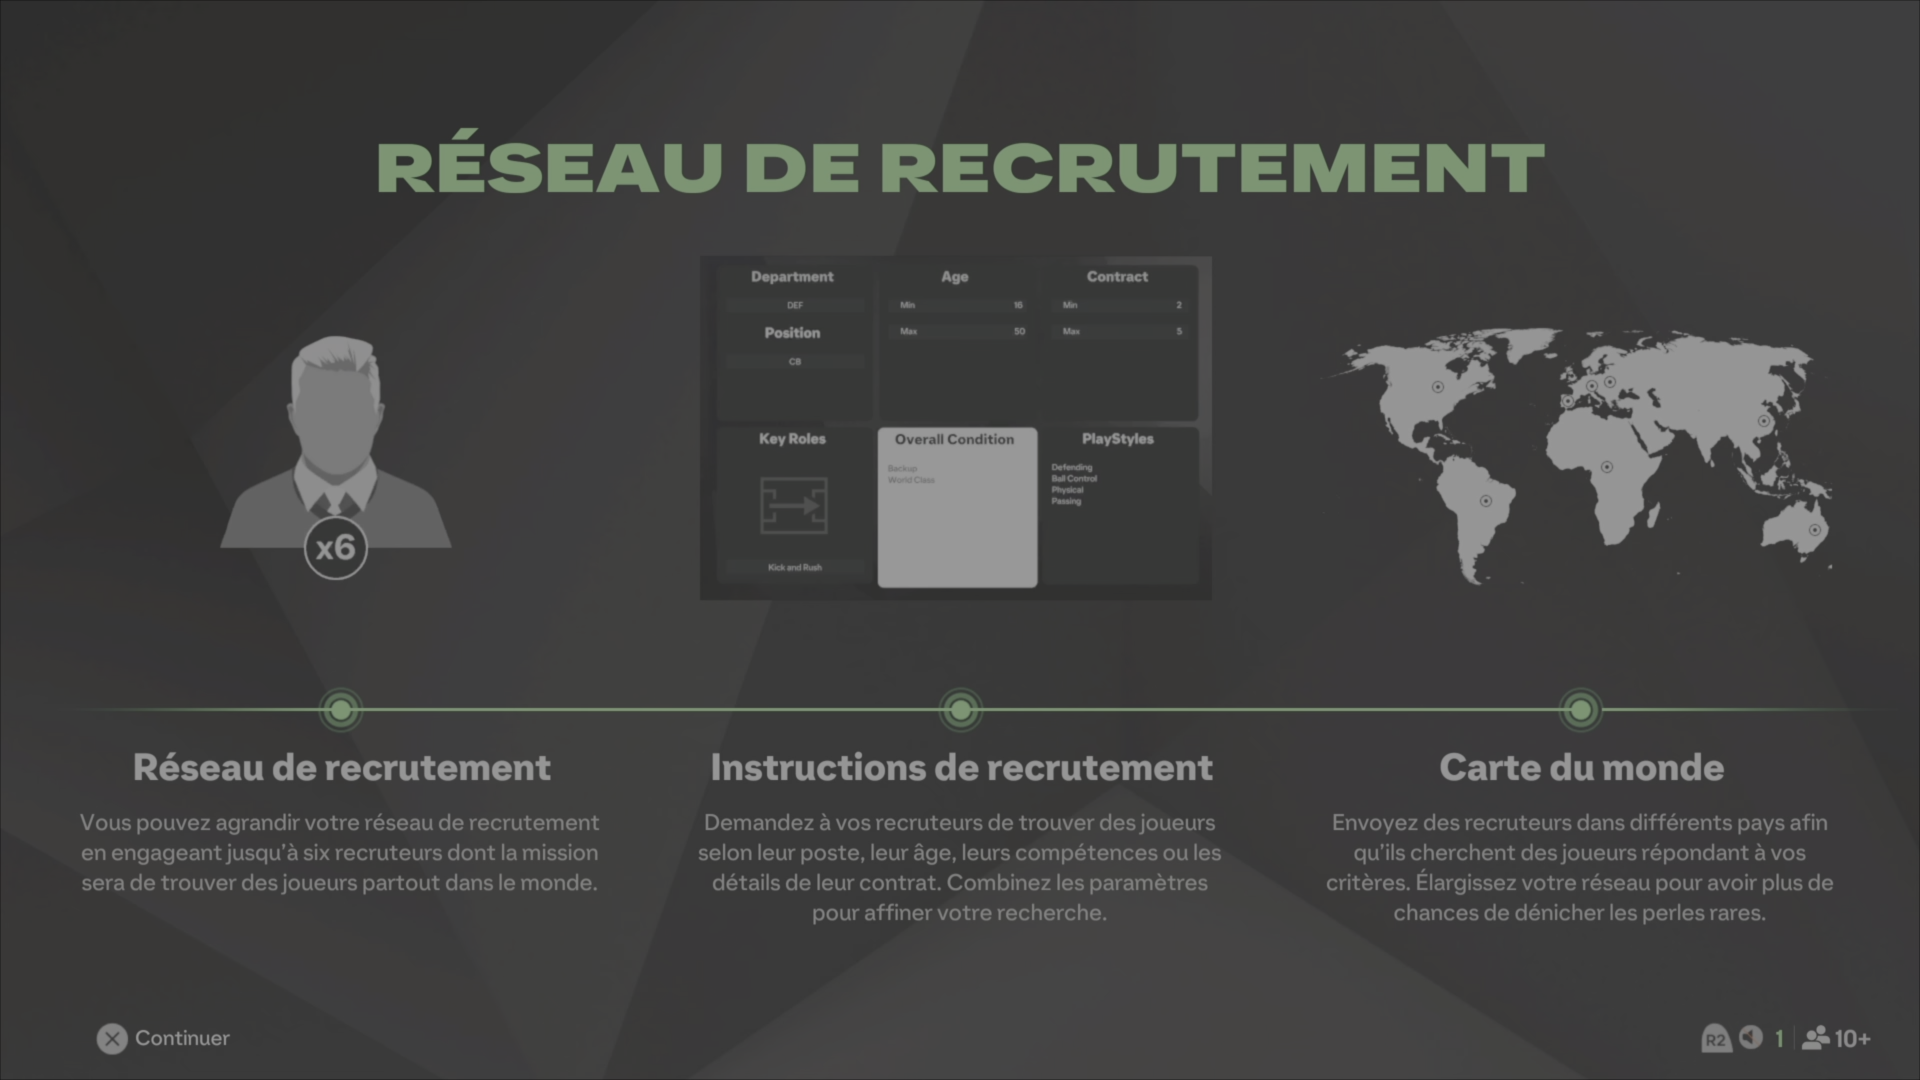 RÉSEAU DE RECRUTEMENT
Department
DEF
Position
CB
Age
Min 16
Max 50
Contract
Min 2
Max 5
Key Roles
Kick and Rush
Overall Condition
Backup
World Class
PlayStyles
Defending
Ball Control
Physical
Passing
x6
Réseau de recrutement
Vous pouvez agrandir votre réseau de recrutement
en engageant jusqu'à six recruteurs dont la mission
sera de trouver des joueurs partout dans le monde.
Instructions de recrutement
Demandez à vos recruteurs de trouver des joueurs
selon leur poste, leur âge, leurs compétences ou les
détails de leur contrat. Combinez les paramètres
pour affiner votre recherche.
Carte du monde
Envoyez des recruteurs dans différents pays afin
qu'ils cherchent des joueurs répondant à vos
critères. Élargissez votre réseau pour avoir plus de
chances de dénicher les perles rares.
Continuer
R2 1 10+